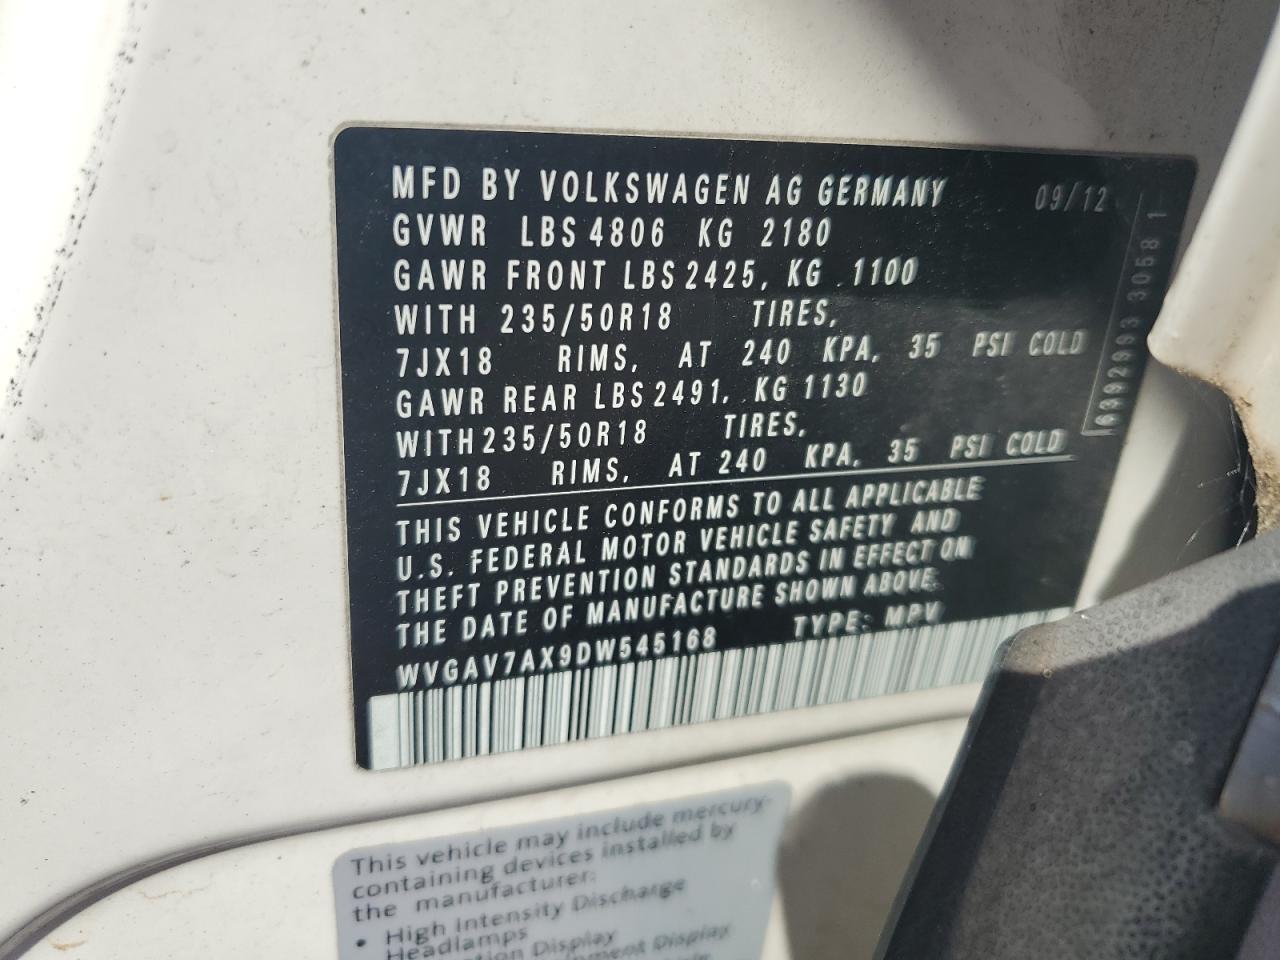 MFD BY VOLKSWAGEN AG GERMANY 09/12
GVWR LBS 4806 KG 2180
GAWR FRONT LBS 2425, KG 1100
WITH 235/50R18 TIRES,
7JX18 RIMS, AT 240 KPA, 35 PSI COLD
GAWR REAR LBS 2491, KG 1130
WITH 235/50R18 TIRES,
7JX18 RIMS, AT 240 KPA, 35 PSI COLD
THIS VEHICLE CONFORMS TO ALL APPLICABLE
U.S. FEDERAL MOTOR VEHICLE SAFETY AND
THEFT PREVENTION STANDARDS IN EFFECT ON
THE DATE OF MANUFACTURE SHOWN ABOVE.
WVGAV7AX9DW545168 TYPE: MPV
This vehicle may include mercury-
containing devices installed by
the manufacturer:
• High Intensity Discharge
Headlamps
Display
Display